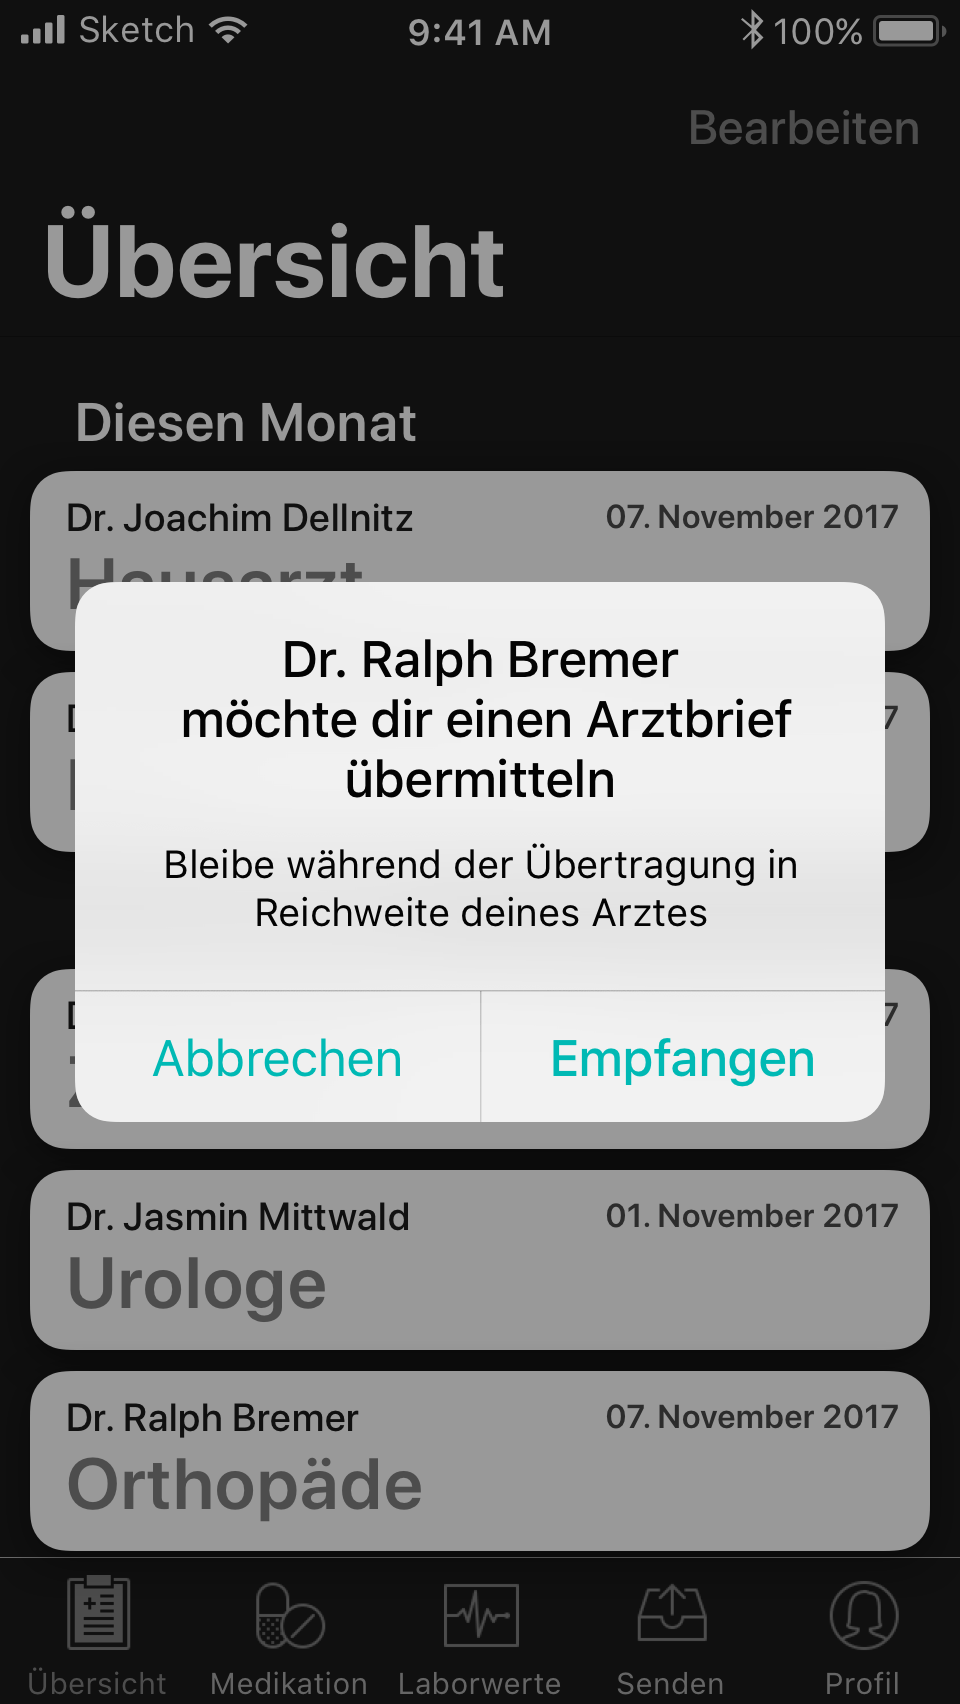 Sketch 9:41 AM 100%
Bearbeiten
Übersicht
Diesen Monat
Dr. Joachim Dellnitz 07. November 2017
Hausarzt
Dr. Ralph Bremer
möchte dir einen Arztbrief
übermitteln
Bleibe während der Übertragung in
Reichweite deines Arztes
Abbrechen Empfangen
Dr. Jasmin Mittwald 01. November 2017
Urologe
Dr. Ralph Bremer 07. November 2017
Orthopäde
Übersicht Medikation Laborwerte Senden Profil